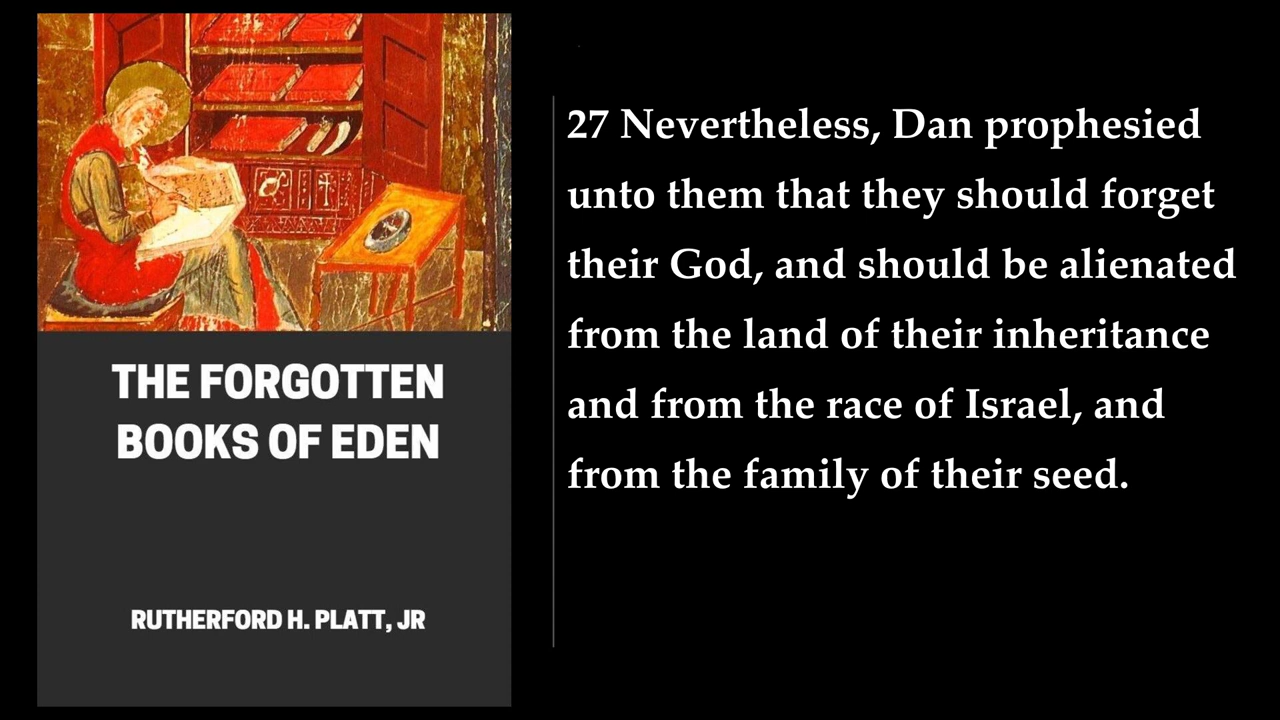 THE FORGOTTEN
BOOKS OF EDEN
RUTHERFORD H. PLATT, JR
27 Nevertheless, Dan prophesied
unto them that they should forget
their God, and should be alienated
from the land of their inheritance
and from the race of Israel, and
from the family of their seed.